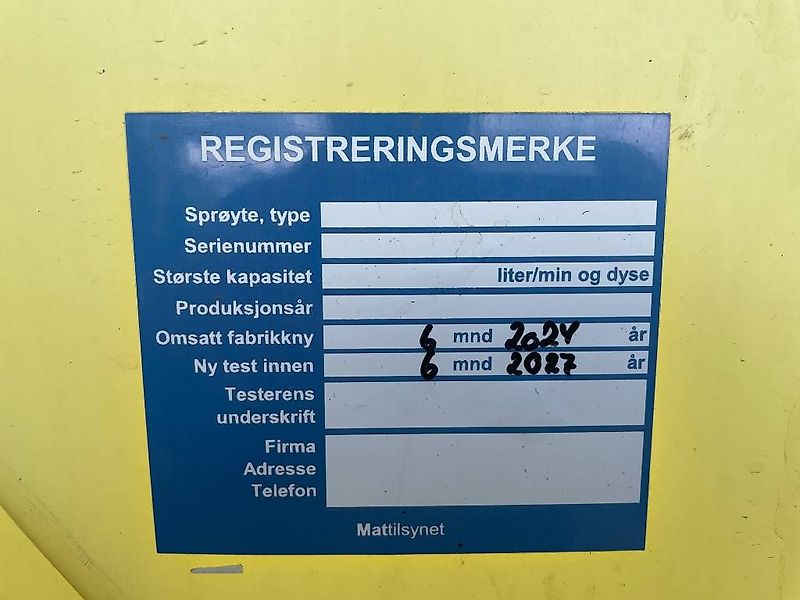 REGISTRERINGSMERKE
Sprøyte, type
Serienummer
Største kapasitet liter/min og dyse
Produksjonsår
Omsatt fabrikkny 6 mnd 2024 år
Ny test innen 6 mnd 2027 år
Testerens
underskrift
Firma
Adresse
Telefon
Mattilsynet